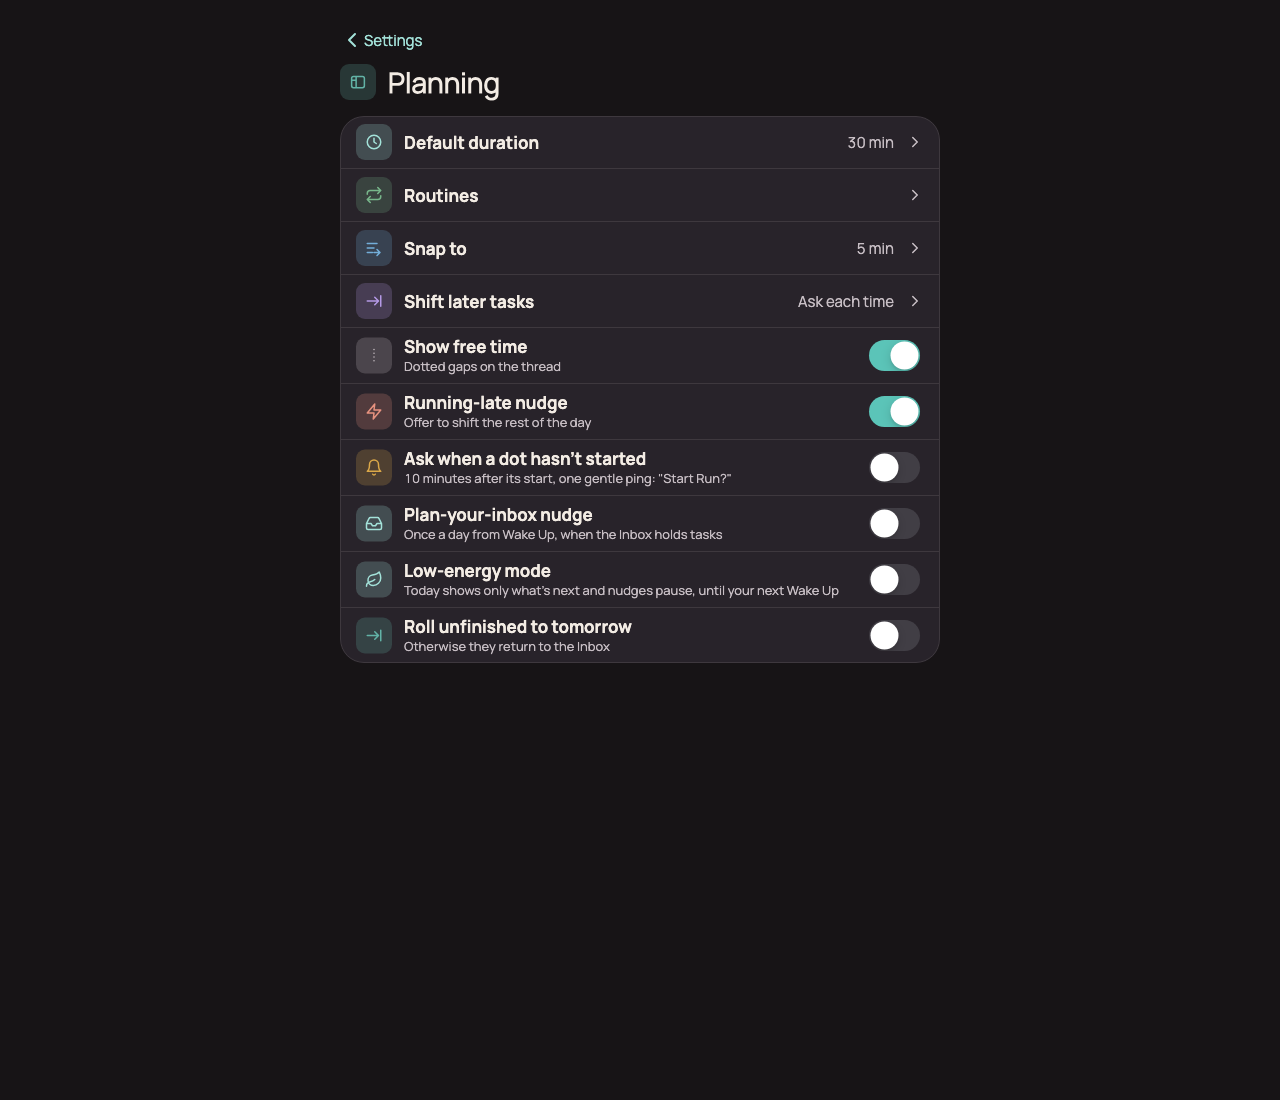 Settings
Planning
Default duration 30 min
Routines
Snap to 5 min
Shift later tasks Ask each time
Show free time
Dotted gaps on the thread
Running-late nudge
Offer to shift the rest of the day
Ask when a dot hasn't started
10 minutes after its start, one gentle ping: "Start Run?"
Plan-your-inbox nudge
Once a day from Wake Up, when the Inbox holds tasks
Low-energy mode
Today shows only what's next and nudges pause, until your next Wake Up
Roll unfinished to tomorrow
Otherwise they return to the Inbox